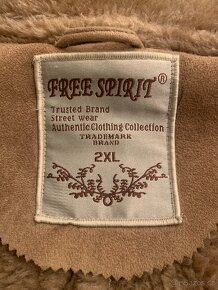 FREE SPIRIT®
Trusted Brand
Street wear
Authentic Clothing Collection
TRADEMARK
BRAND
2XL